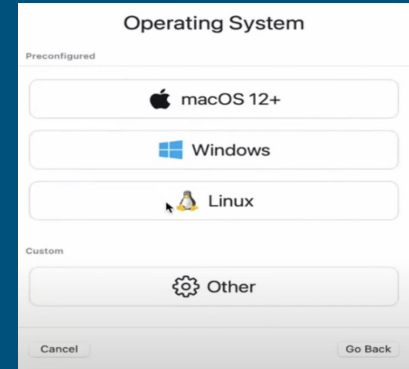 Operating System
Preconfigured
macOS 12+
Windows
Linux
Custom
Other
Cancel
Go Back